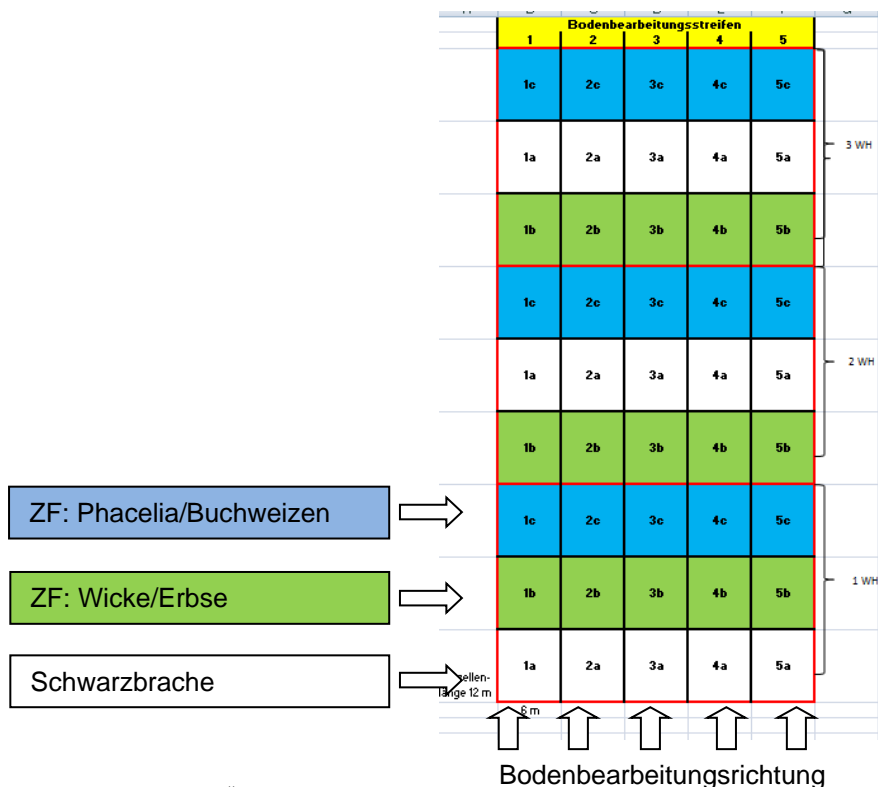 Bodenbearbeitungsstreifen
1 2 3 4 5
1c 2c 3c 4c 5c
1a 2a 3a 4a 5a
3 WH
1b 2b 3b 4b 5b
1c 2c 3c 4c 5c
1a 2a 3a 4a 5a
2 WH
1b 2b 3b 4b 5b
ZF: Phacelia/Buchweizen
1c 2c 3c 4c 5c
ZF: Wicke/Erbse
1b 2b 3b 4b 5b
1 WH
Schwarzbrache
1a 2a 3a 4a 5a
12 m
6 m
Bodenbearbeitungsrichtung